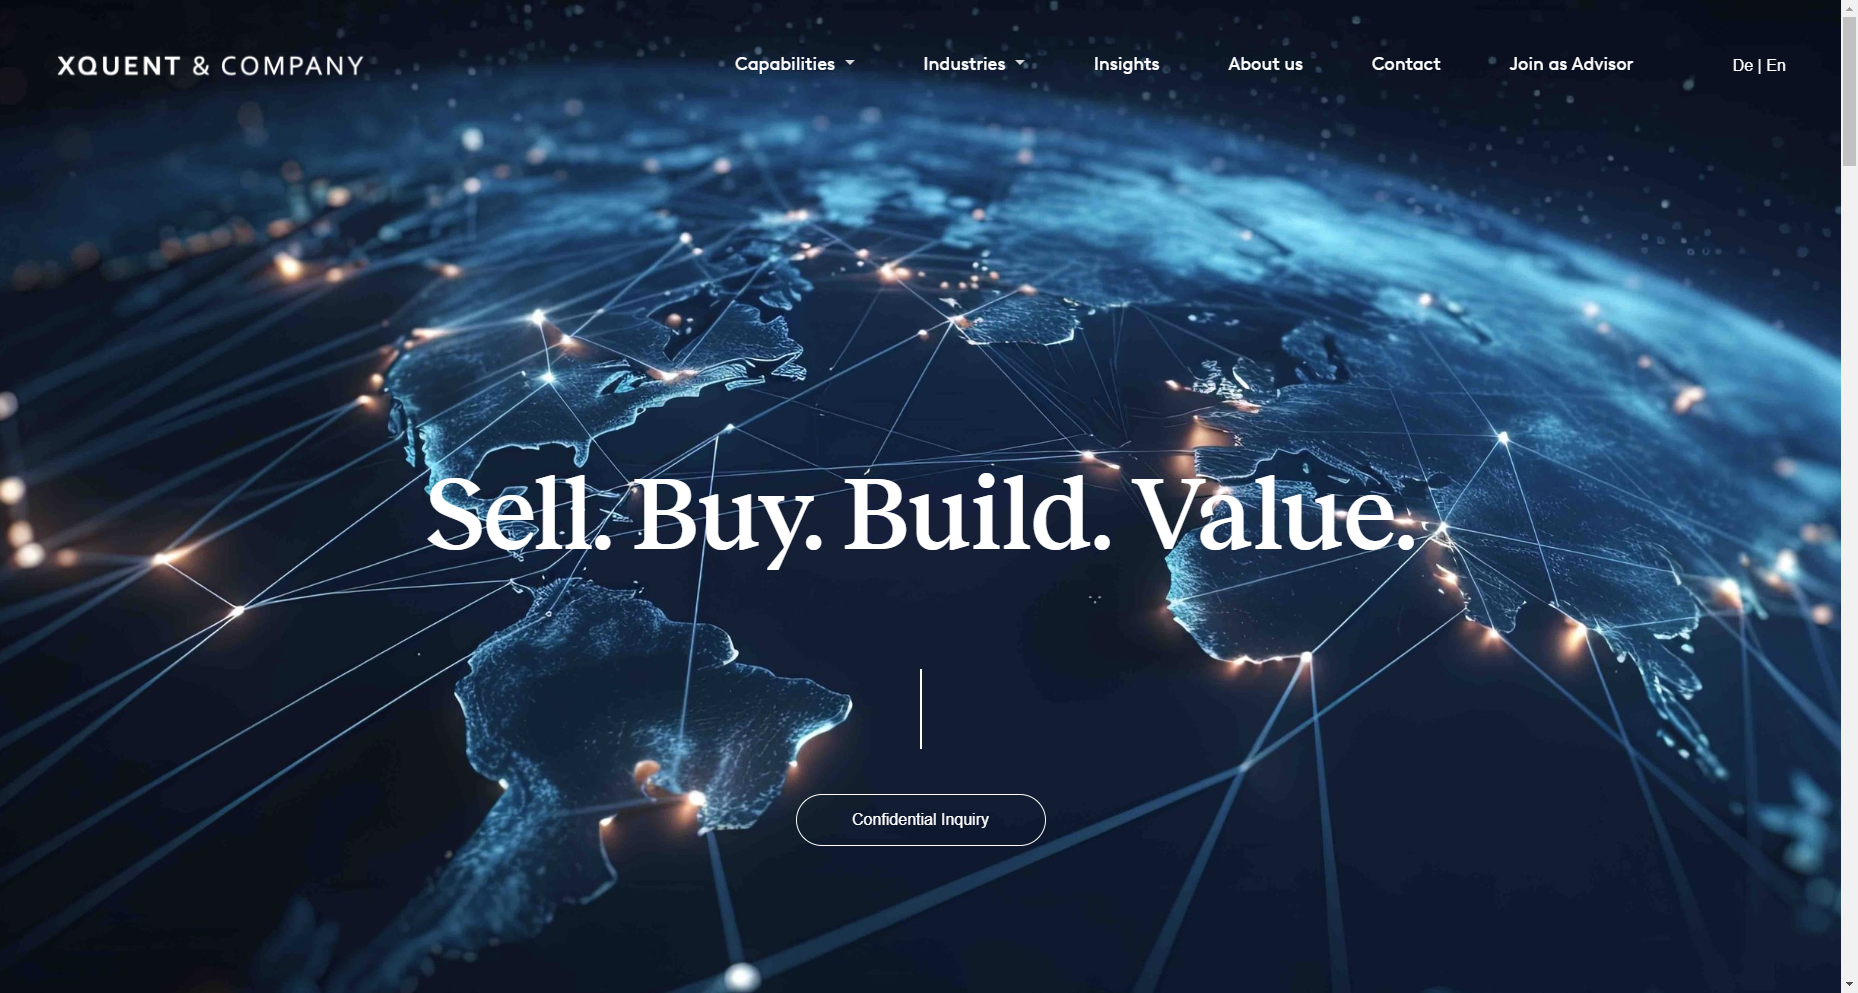 XQUENT & COMPANY
Capabilities
Industries
Insights
About us
Contact
Join as Advisor
De | En
Sell. Buy. Build. Value.
Confidential Inquiry